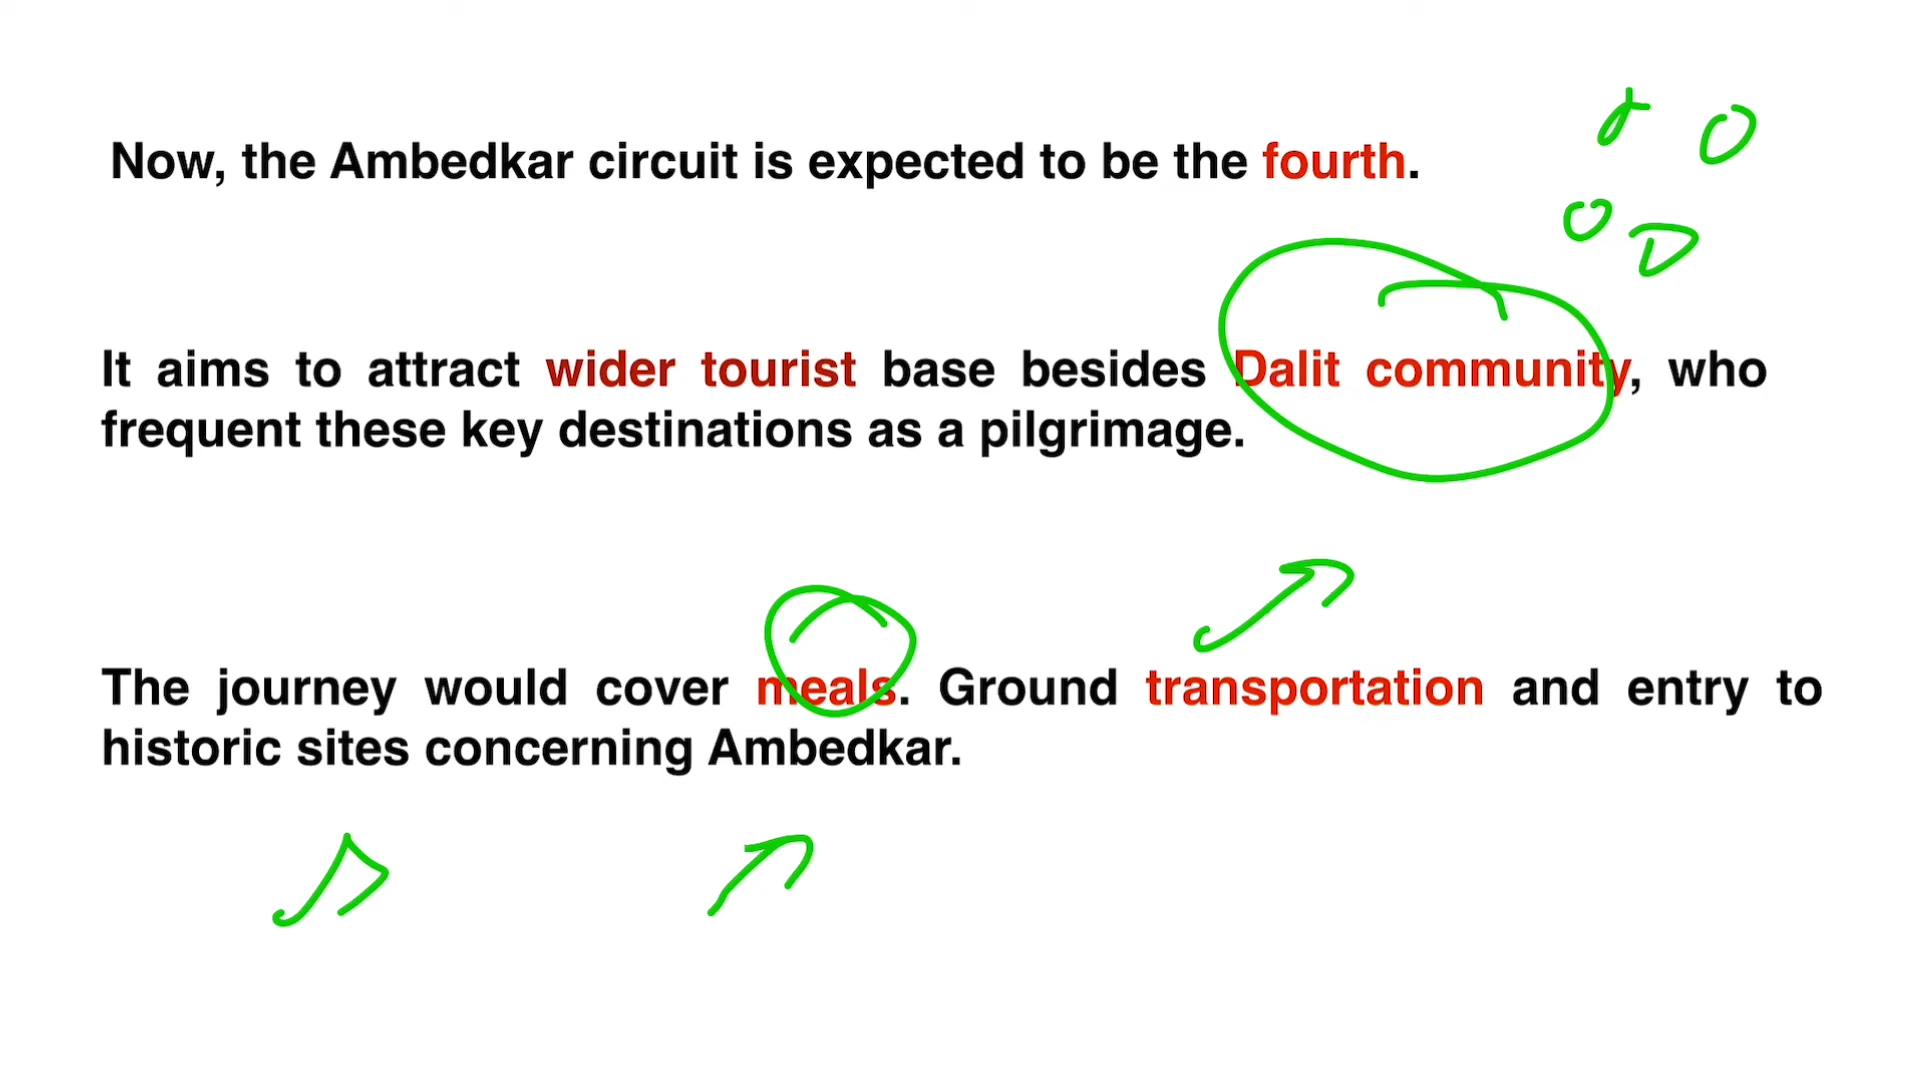 Now, the Ambedkar circuit is expected to be the fourth.
It aims to attract wider tourist base besides Dalit community, who
frequent these key destinations as a pilgrimage.
The journey would cover meals. Ground transportation and entry to
historic sites concerning Ambedkar.